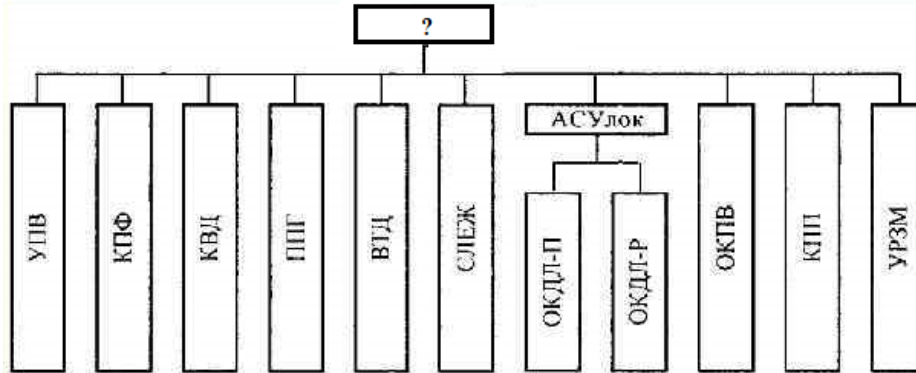 ?
АСУлок
УПВ
КПФ
КВД
ППГ
ВТД
СЛЕЖ
ОКДЛ-П
ОКДЛ-Р
ОКПВ
КПП
УРЗМ